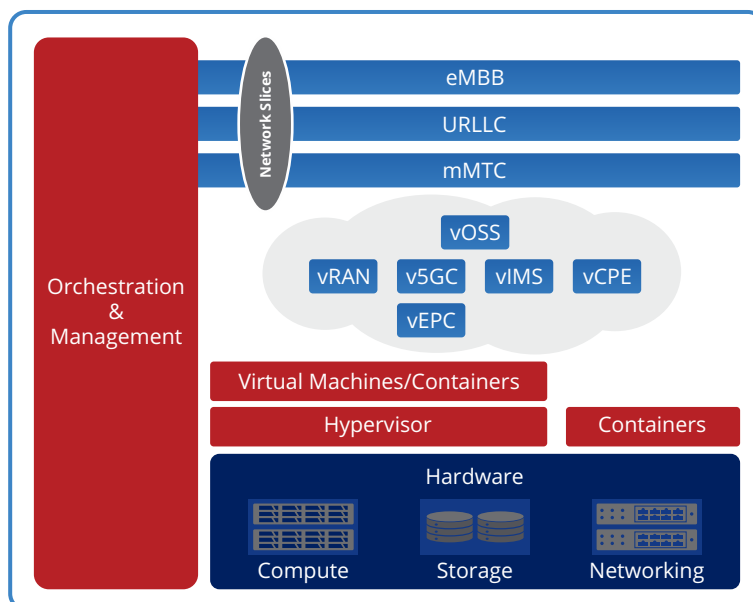 Orchestration
&
Management
Network Slices
eMBB
URLLC
mMTC
vOSS
vRAN
v5GC
vIMS
vCPE
vEPC
Virtual Machines/Containers
Hypervisor
Containers
Hardware
Compute
Storage
Networking